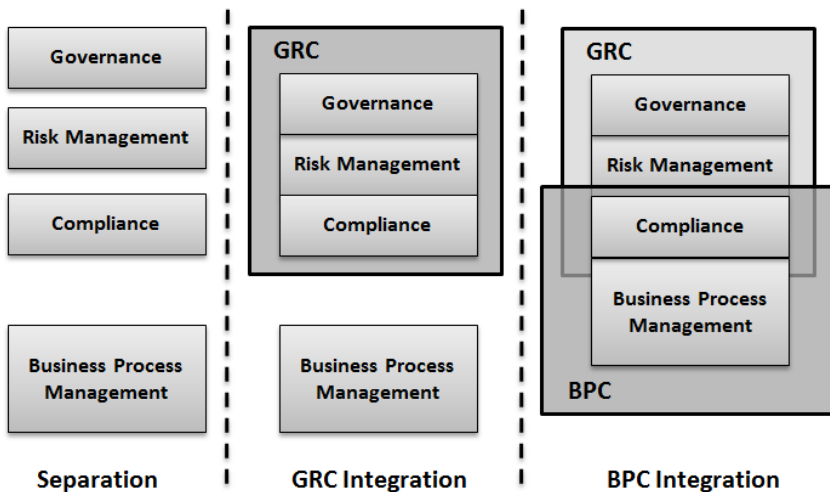 Governance
Risk Management
Compliance
Business Process
Management
Separation
GRC
Governance
Risk Management
Compliance
Business Process
Management
GRC Integration
GRC
Governance
Risk Management
Compliance
Business Process
Management
BPC
BPC Integration